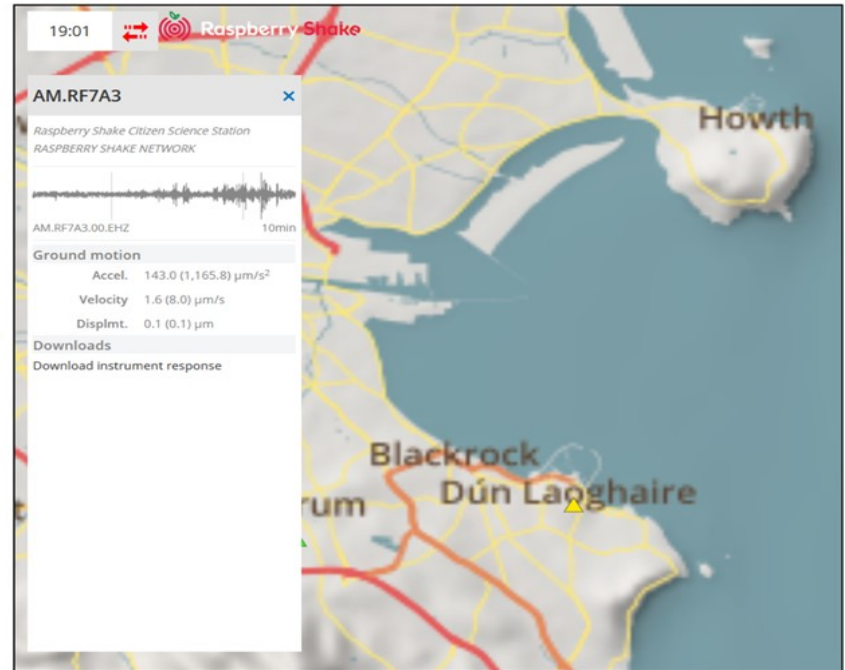 19:01
Raspberry Shake
AM.RF7A3
×
Raspberry Shake Citizen Science Station
RASPBERRY SHAKE NETWORK
AM.RF7A3.00.EHZ 10min
Ground motion
Accel. 143.0 (1,165.8) µm/s²
Velocity 1.6 (8.0) µm/s
Displmt. 0.1 (0.1) µm
Downloads
Download instrument response
Howth
Blackrock
Dún Laoghaire
rum